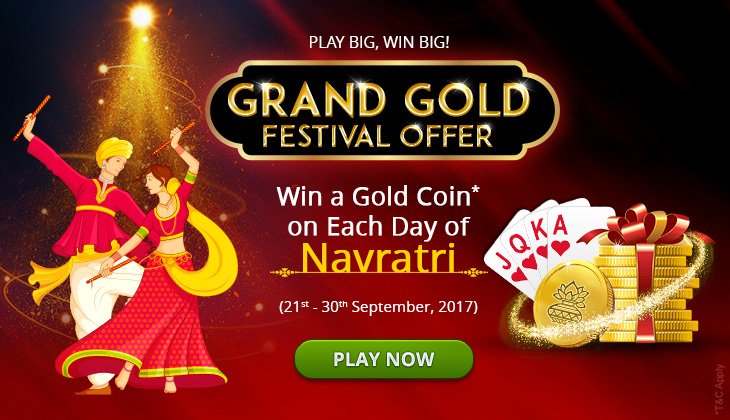 PLAY BIG, WIN BIG!
GRAND GOLD
FESTIVAL OFFER
Win a Gold Coin*
on Each Day of
Navratri
(21st - 30th September, 2017)
PLAY NOW
J Q K A
*T&C Apply